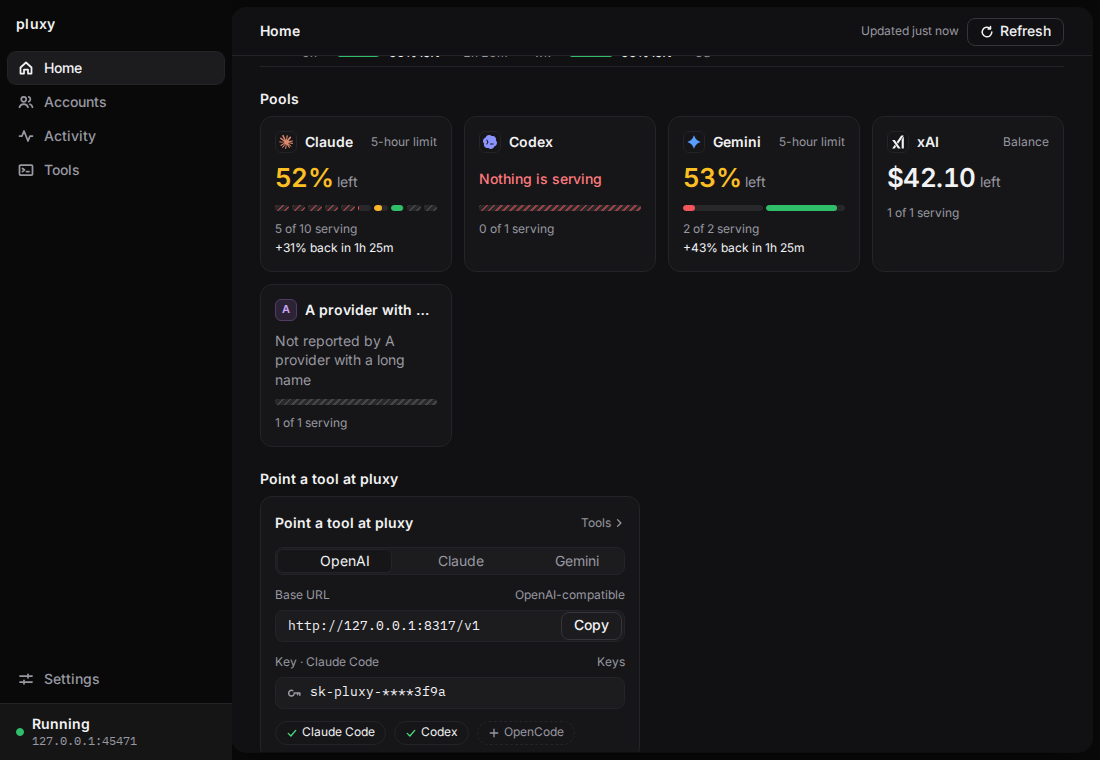 pluxy
Home
Accounts
Activity
Tools
Settings
Running
127.0.0.1:45471
Home
Updated just now
Refresh
Pools
Claude
5-hour limit
52% left
5 of 10 serving
+31% back in 1h 25m
Codex
Nothing is serving
0 of 1 serving
Gemini
5-hour limit
53% left
2 of 2 serving
+43% back in 1h 25m
xAI
Balance
$42.10 left
1 of 1 serving
A
A provider with ...
Not reported by A
provider with a long
name
1 of 1 serving
Point a tool at pluxy
Point a tool at pluxy
Tools
OpenAI
Claude
Gemini
Base URL
OpenAI-compatible
http://127.0.0.1:8317/v1
Copy
Key · Claude Code
Keys
sk-pluxy-****3f9a
Claude Code
Codex
OpenCode